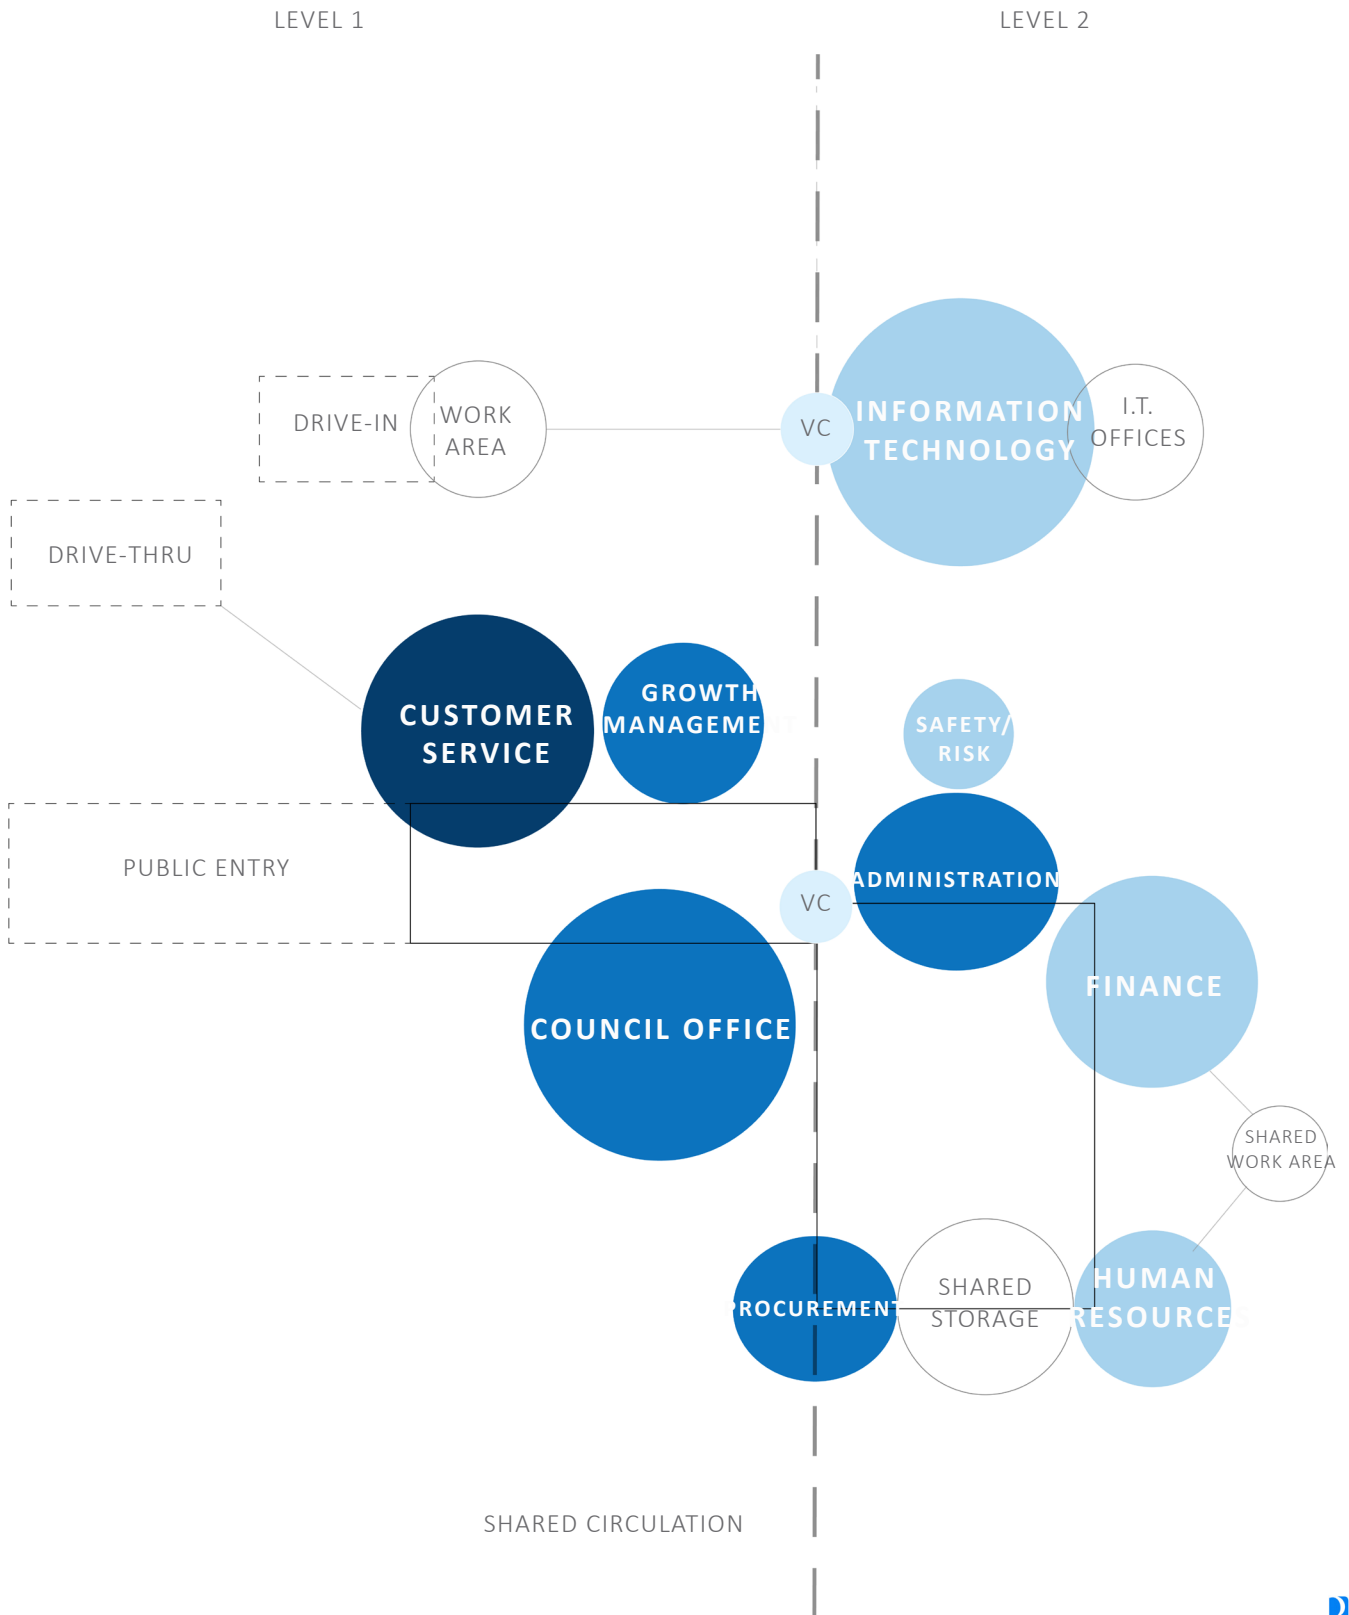 LEVEL 1
LEVEL 2
INFORMATION
TECHNOLOGY
I.T.
OFFICES
DRIVE-IN
WORK
AREA
VC
DRIVE-THRU
CUSTOMER
SERVICE
GROWTH
MANAGEMENT
SAFETY/
RISK
PUBLIC ENTRY
VC
ADMINISTRATION
FINANCE
COUNCIL OFFICE
SHARED
WORK AREA
PROCUREMENT
SHARED
STORAGE
HUMAN
RESOURCES
SHARED CIRCULATION